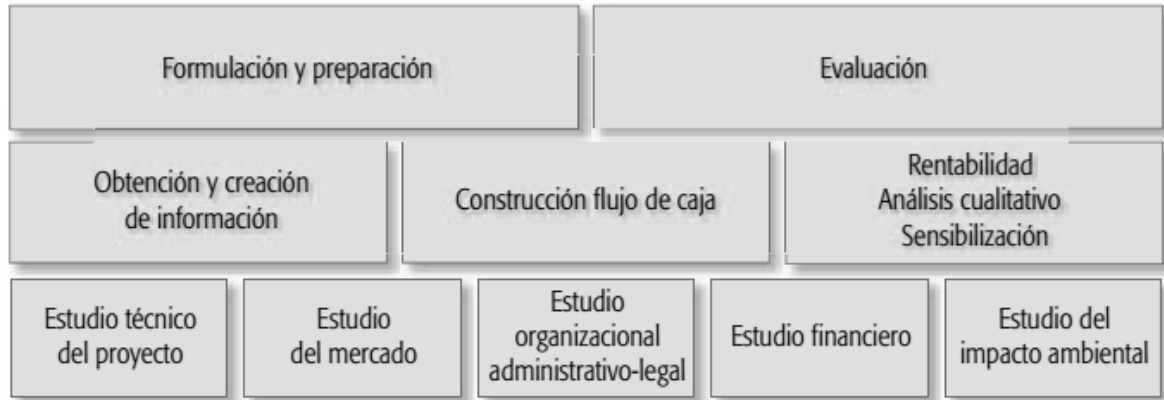 Formulación y preparación
Evaluación
Obtención y creación
de información
Construcción flujo de caja
Rentabilidad
Análisis cualitativo
Sensibilización
Estudio técnico
del proyecto
Estudio
del mercado
Estudio
organizacional
administrativo-legal
Estudio financiero
Estudio del
impacto ambiental